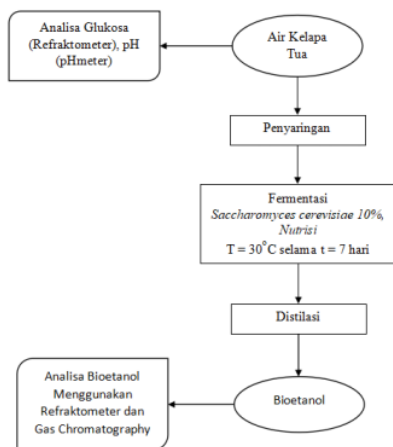 Analisa Glukosa
(Refraktometer), pH
(pHmeter)
Air Kelapa
Tua
Penyaringan
Fermentasi
Saccharomyces cerevisiae 10%,
Nutrisi
T = 30°C selama t = 7 hari
Distilasi
Analisa Bioetanol
Menggunakan
Refraktometer dan
Gas Chromatography
Bioetanol